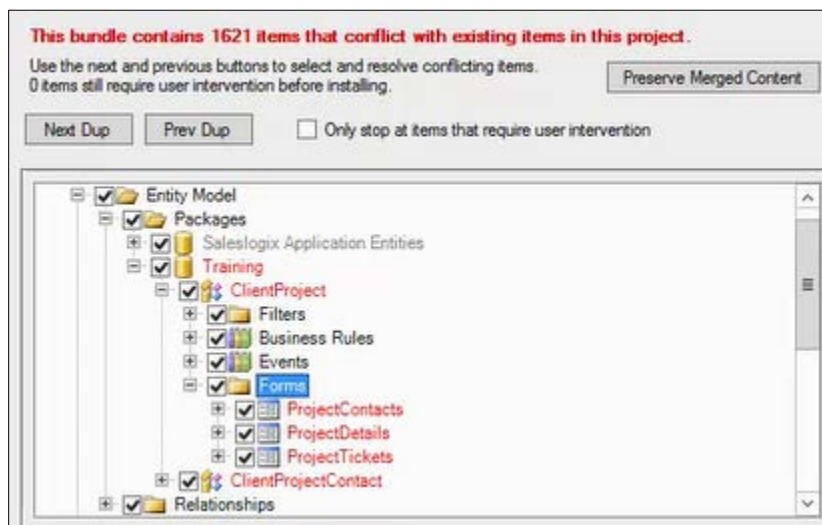 This bundle contains 1621 items that conflict with existing items in this project.
Use the next and previous buttons to select and resolve conflicting items.
0 items still require user intervention before installing.
Preserve Merged Content
Next Dup
Prev Dup
Only stop at items that require user intervention
Entity Model
Packages
Saleslogix Application Entities
Training
ClientProject
Filters
Business Rules
Events
Forms
ProjectContacts
ProjectDetails
ProjectTickets
ClientProjectContact
Relationships